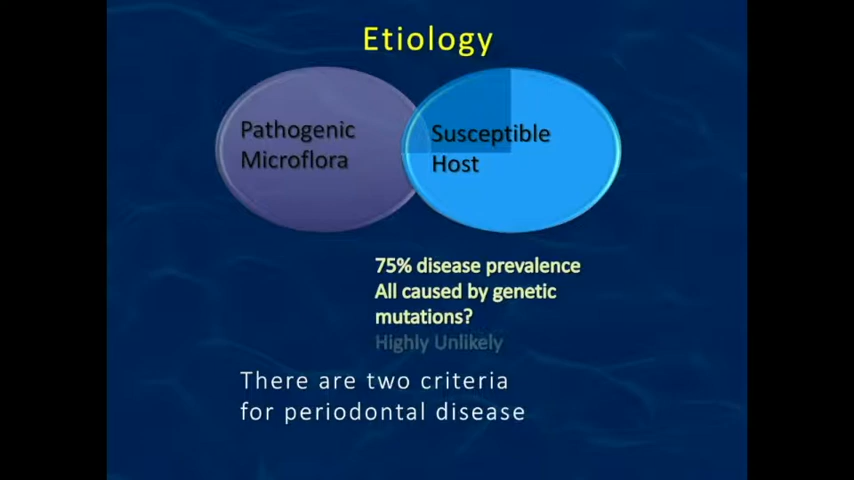 Etiology
Pathogenic
Microflora
Susceptible
Host
75% disease prevalence
All caused by genetic
mutations?
Highly Unlikely
There are two criteria
for periodontal disease